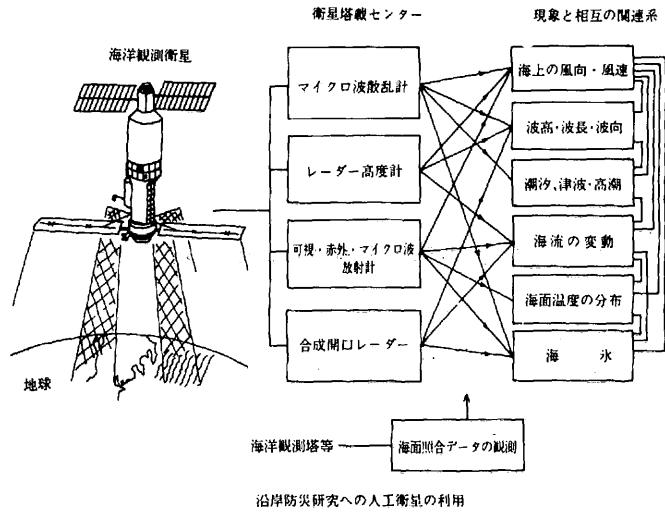 衛星塔載センター
現象と相互の関連系
海洋観測衛星
マイクロ波散乱計
レーダー高度計
可視・赤外・マイクロ波
放射計
合成開口レーダー
海上の風向・風速
波高・波長・波向
潮汐、津波・高潮
海流の変動
海面温度の分布
海 氷
地球
海洋観測塔等
海面照合データの観測
沿岸防災研究への人工衛星の利用